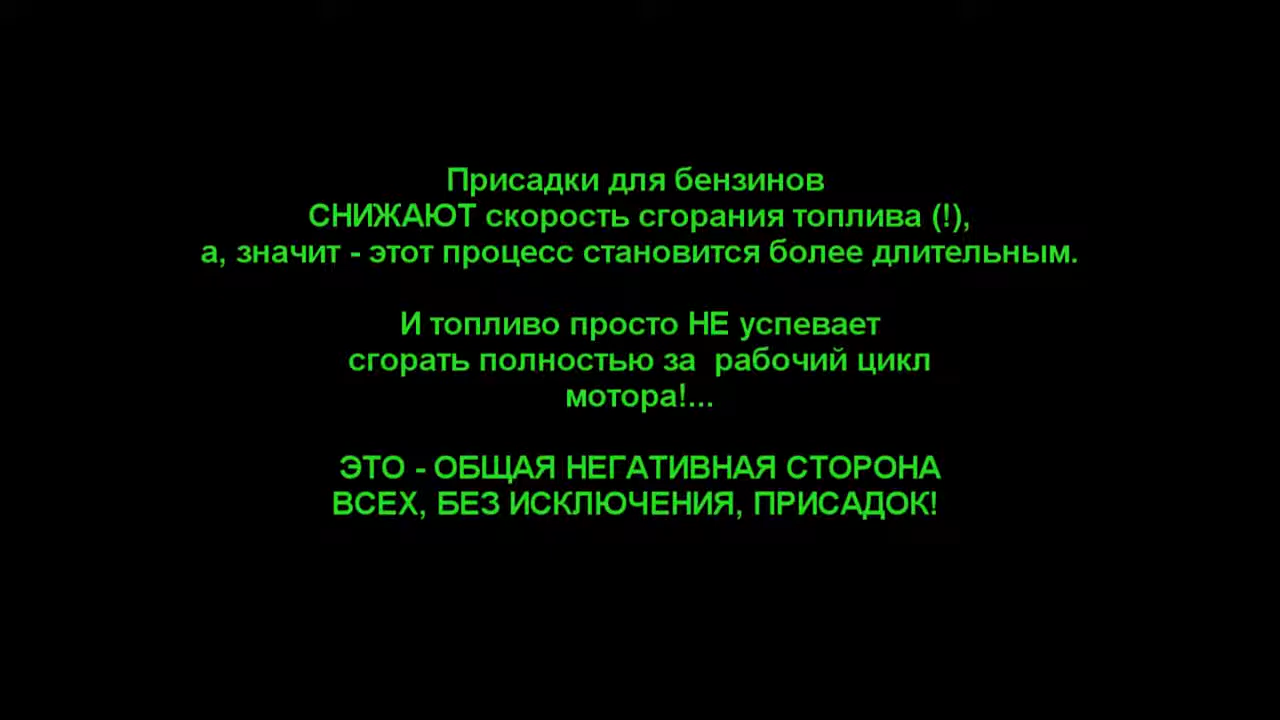 Присадки для бензинов
СНИЖАЮТ скорость сгорания топлива (!),
а, значит - этот процесс становится более длительным.
И топливо просто НЕ успевает
сгорать полностью за  рабочий цикл
мотора!...
ЭТО - ОБЩАЯ НЕГАТИВНАЯ СТОРОНА
ВСЕХ, БЕЗ ИСКЛЮЧЕНИЯ, ПРИСАДОК!